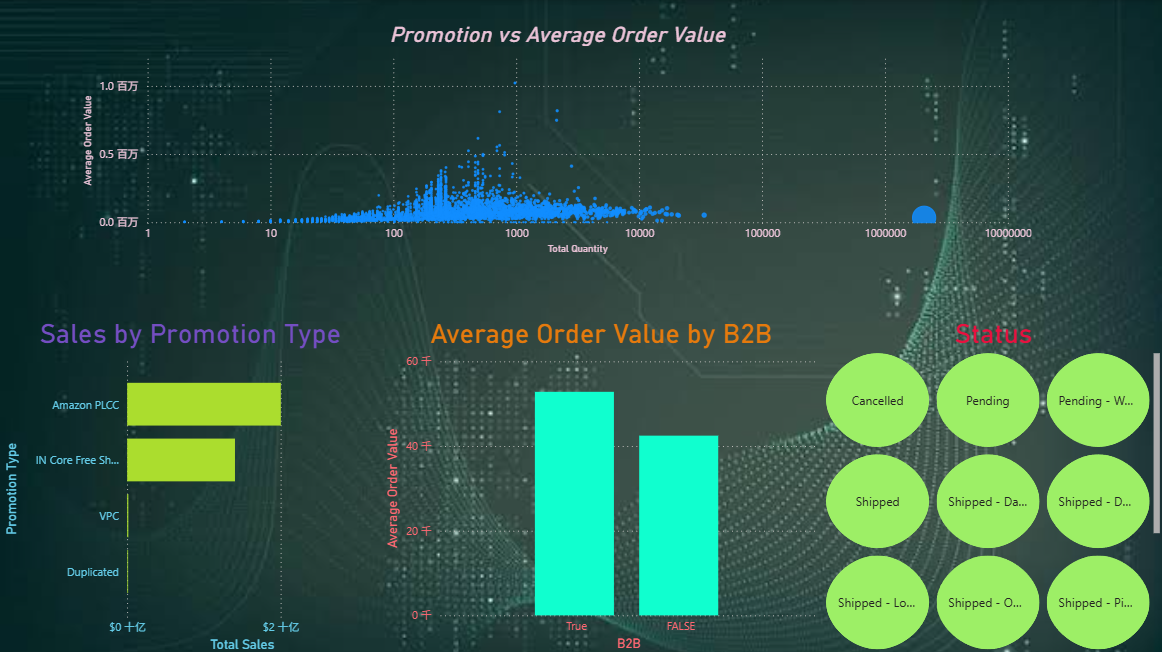 Promotion vs Average Order Value
Average Order Value
1.0 百万
0.5 百万
0.0 百万
1 10 100 1000 10000 100000 1000000 10000000
Total Quantity
Sales by Promotion Type
Promotion Type
Amazon PLCC
IN Core Free Sh...
VPC
Duplicated
$0 十亿 $2 十亿
Total Sales
Average Order Value by B2B
Average Order Value
60 千
40 千
20 千
0 千
True FALSE
B2B
Status
Cancelled Pending Pending - W...
Shipped Shipped - Da... Shipped - D...
Shipped - Lo... Shipped - O... Shipped - Pi...